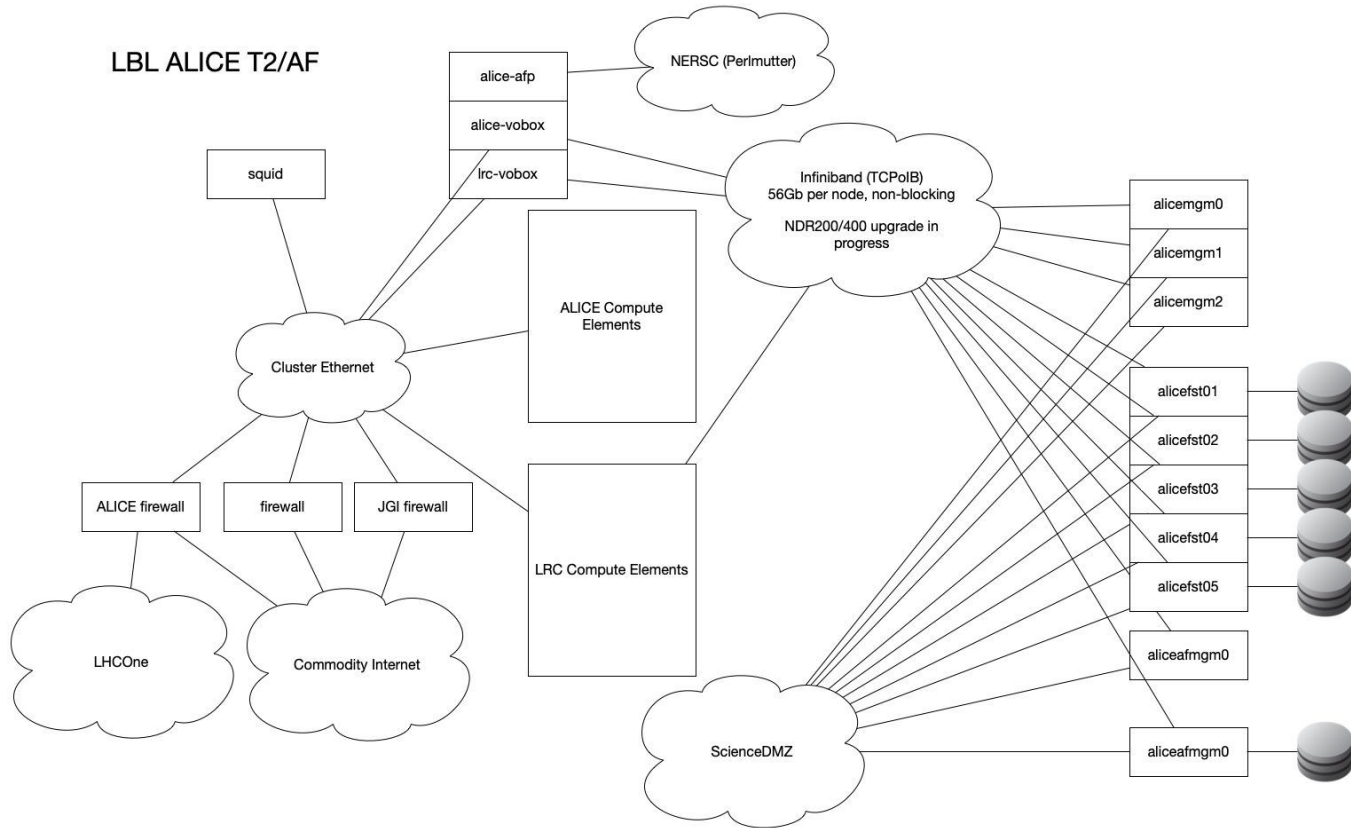 LBL ALICE T2/AF
alice-afp
NERSC (Perlmutter)
alice-vobox
squid
lrc-vobox
Infiniband (TCPoIB)
56Gb per node, non-blocking
NDR200/400 upgrade in
progress
alicemgm0
alicemgm1
alicemgm2
ALICE Compute
Elements
Cluster Ethernet
alicefst01
alicefst02
alicefst03
alicefst04
alicefst05
ALICE firewall
firewall
JGI firewall
LRC Compute Elements
LHCOne
Commodity Internet
aliceafmgm0
ScienceDMZ
aliceafmgm0